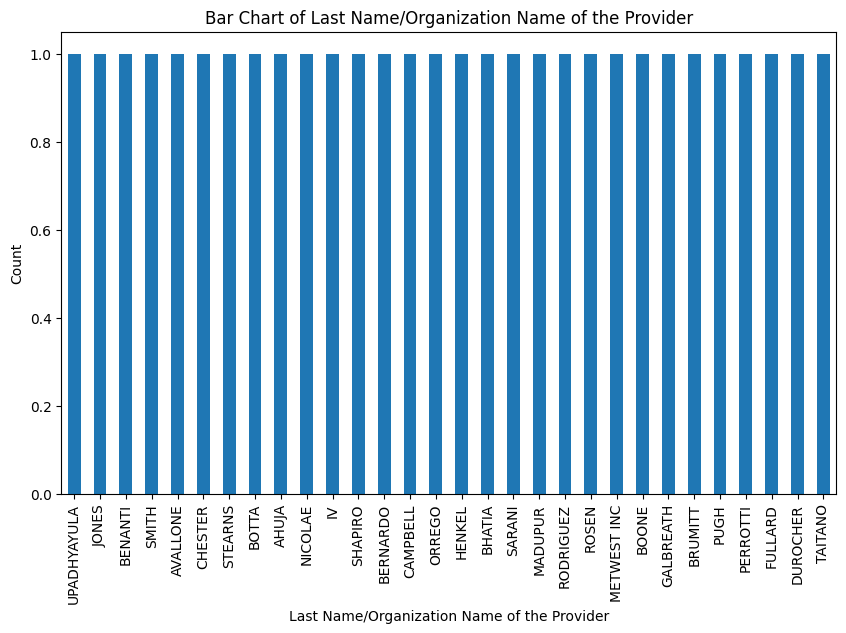 Bar Chart of Last Name/Organization Name of the Provider
1.0
0.8
0.6
0.4
0.2
0.0
Count
UPADHYAYULA
JONES
BENANTI
SMITH
AVALLONE
CHESTER
STEARNS
BOTTA
AHUJA
NICOLAE
IV
SHAPIRO
BERNARDO
CAMPBELL
ORREGO
HENKEL
BHATIA
SARANI
MADUPUR
RODRIGUEZ
ROSEN
METWEST INC
BOONE
GALBREATH
BRUMITT
PUGH
PERROTTI
FULLARD
DUROCHER
TAITANO
Last Name/Organization Name of the Provider